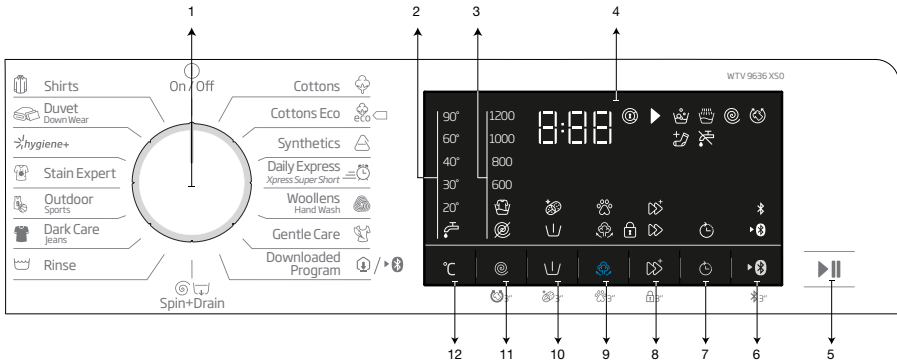 1
2
3
4
WTV 9636 XS0
On / Off
Shirts
Duvet
Down Wear
hygiene+
Stain Expert
Outdoor
Sports
Dark Care
Jeans
Rinse
Spin+Drain
Cottons
Cottons Eco
eco
Synthetics
Daily Express
Xpress Super Short
Woollens
Hand Wash
Gentle Care
Downloaded
Program
/
90°
60°
40°
30°
20°
1200
1000
800
600
8:88
°C
3"
3"
3"
3"
3"
12
11
10
9
8
7
6
5